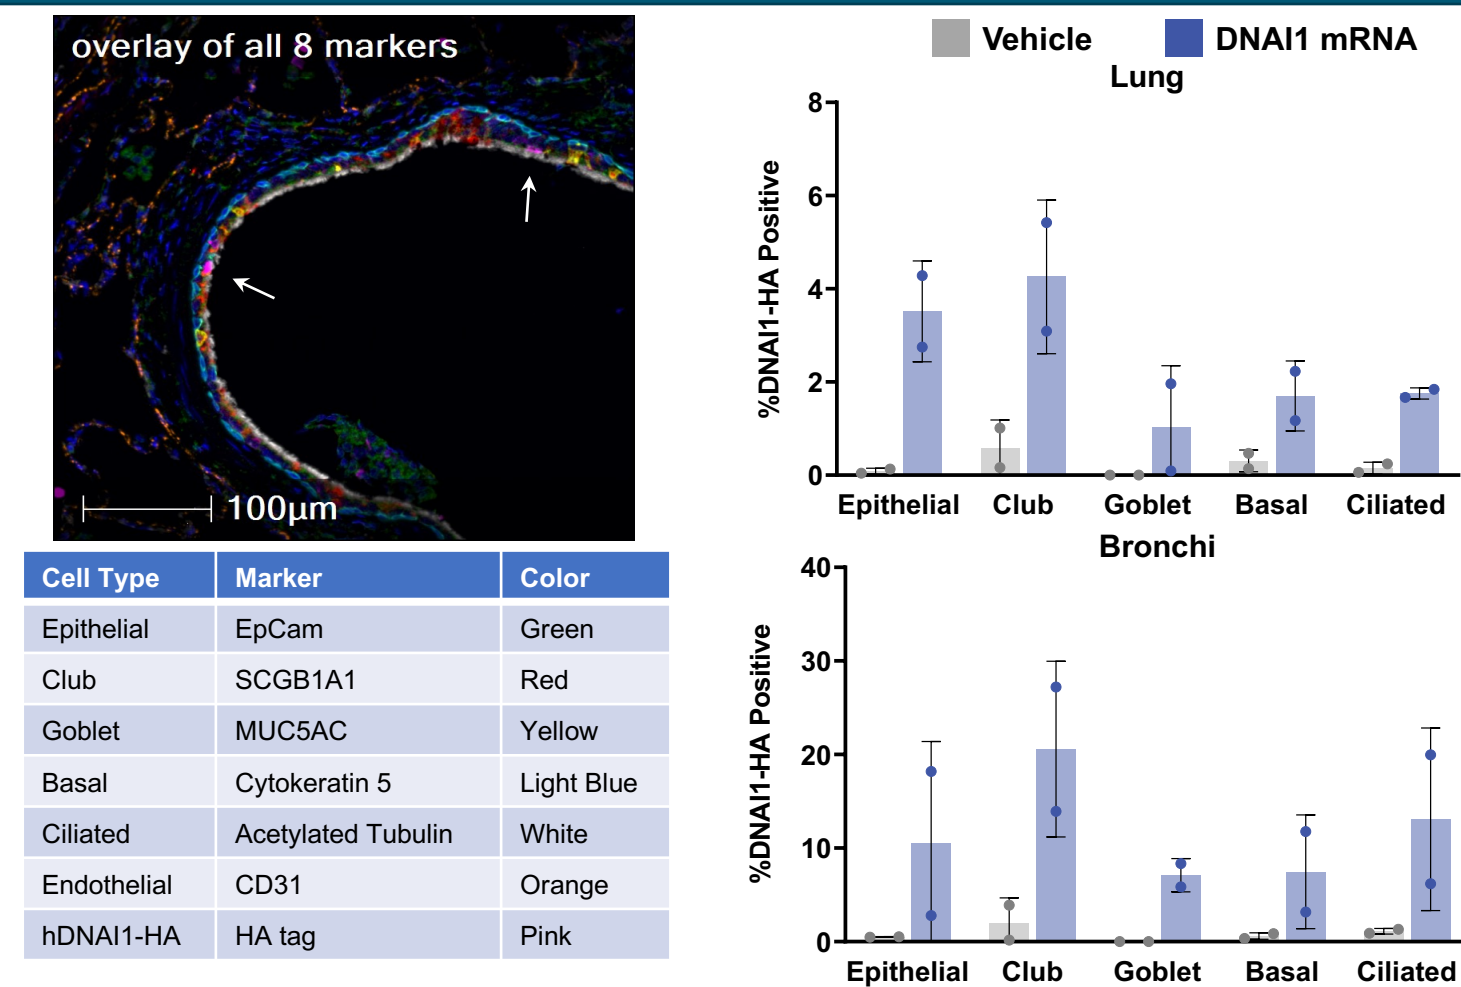 overlay of all 8 markers
100µm
Cell Type Marker Color
Epithelial EpCam Green
Club SCGB1A1 Red
Goblet MUC5AC Yellow
Basal Cytokeratin 5 Light Blue
Ciliated Acetylated Tubulin White
Endothelial CD31 Orange
hDNAI1-HA HA tag Pink
Vehicle DNAI1 mRNA
Lung
%DNAI1-HA Positive
8
6
4
2
0
Epithelial Club Goblet Basal Ciliated
Bronchi
%DNAI1-HA Positive
40
30
20
10
0
Epithelial Club Goblet Basal Ciliated